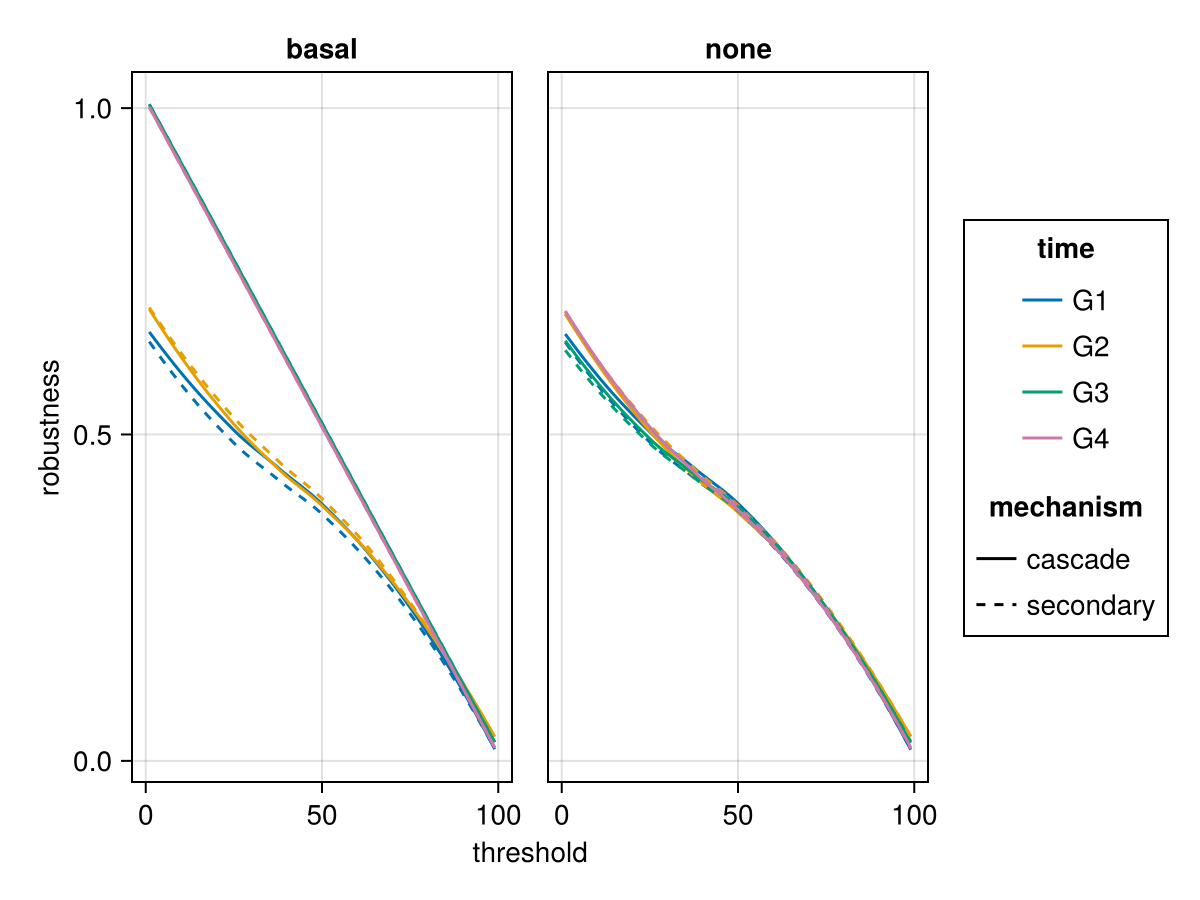 basal
none
1.0
0.5
0.0
robustness
0
50
100
0
50
100
threshold
time
G1
G2
G3
G4
mechanism
cascade
secondary